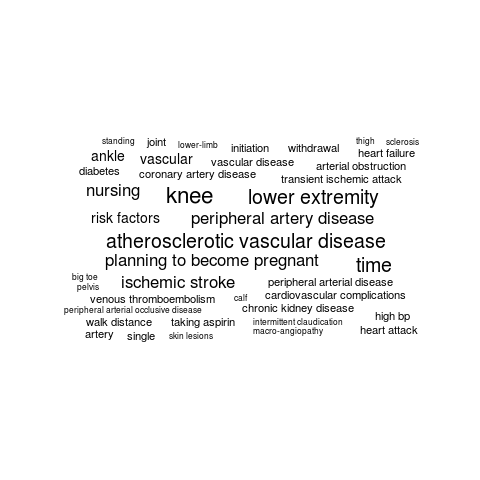 standing joint lower-limb initiation withdrawal thigh sclerosis
ankle vascular vascular disease arterial obstruction heart failure
diabetes coronary artery disease transient ischemic attack
nursing knee lower extremity
risk factors peripheral artery disease
atherosclerotic vascular disease
planning to become pregnant time
big toe ischemic stroke peripheral arterial disease
pelvis
venous thromboembolism calf cardiovascular complications
peripheral arterial occlusive disease chronic kidney disease
walk distance taking aspirin intermittent claudication high bp
artery single skin lesions macro-angiopathy heart attack